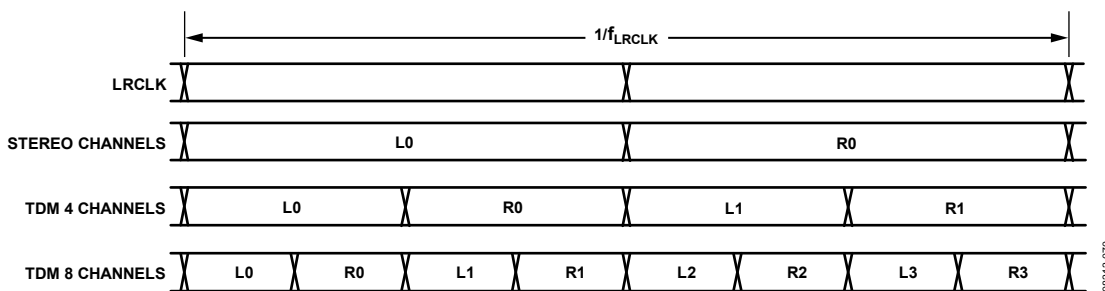 1/fLRCLK
LRCLK
STEREO CHANNELS L0 R0
TDM 4 CHANNELS L0 R0 L1 R1
TDM 8 CHANNELS L0 R0 L1 R1 L2 R2 L3 R3